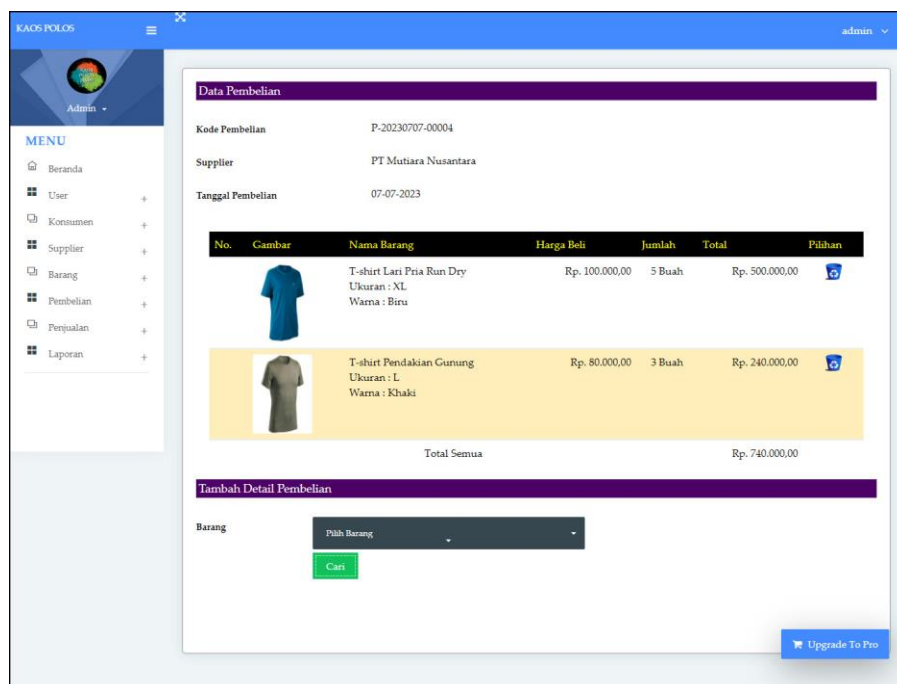 KAOS POLOS
admin
Admin
MENU
Beranda
User +
Konsumen +
Supplier +
Barang +
Pembelian +
Penjualan +
Laporan +
Data Pembelian
Kode Pembelian P-20230707-00004
Supplier PT Mutiara Nusantara
Tanggal Pembelian 07-07-2023
No. Gambar Nama Barang Harga Beli Jumlah Total Pilihan
T-shirt Lari Pria Run Dry Rp. 100.000,00 5 Buah Rp. 500.000,00
Ukuran : XL
Warna : Biru
T-shirt Pendakian Gunung Rp. 80.000,00 3 Buah Rp. 240.000,00
Ukuran : L
Warna : Khaki
Total Semua Rp. 740.000,00
Tambah Detail Pembelian
Barang Pilih Barang
Cari
Upgrade To Pro